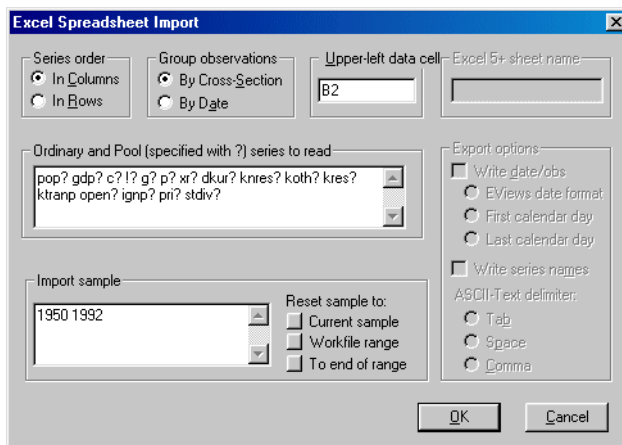 Excel Spreadsheet Import
Series order
In Columns
In Rows
Group observations
By Cross-Section
By Date
Upper-left data cell
B2
Excel 5+ sheet name
Ordinary and Pool (specified with ?) series to read
pop? gdp? c? !? g? p? xr? dkur? knres? koth? kres?
ktranp open? ignp? pri? stdiv?
Import sample
1950 1992
Reset sample to:
Current sample
Workfile range
To end of range
Export options
Write date/obs
EViews date format
First calendar day
Last calendar day
Write series names
ASCII-Text delimiter:
Tab
Space
Comma
OK
Cancel